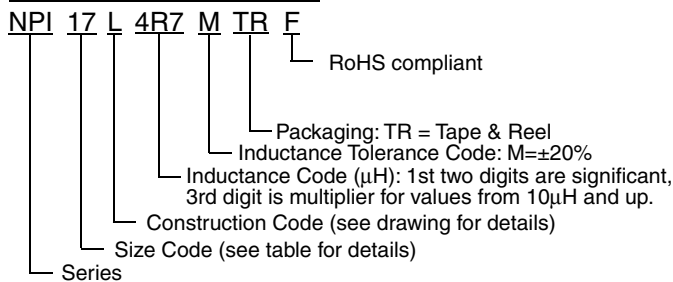 NPI 17 L 4R7 M TR F
RoHS compliant
Packaging: TR = Tape & Reel
Inductance Tolerance Code: M=±20%
Inductance Code (µH): 1st two digits are significant,
3rd digit is multiplier for values from 10µH and up.
Construction Code (see drawing for details)
Size Code (see table for details)
Series